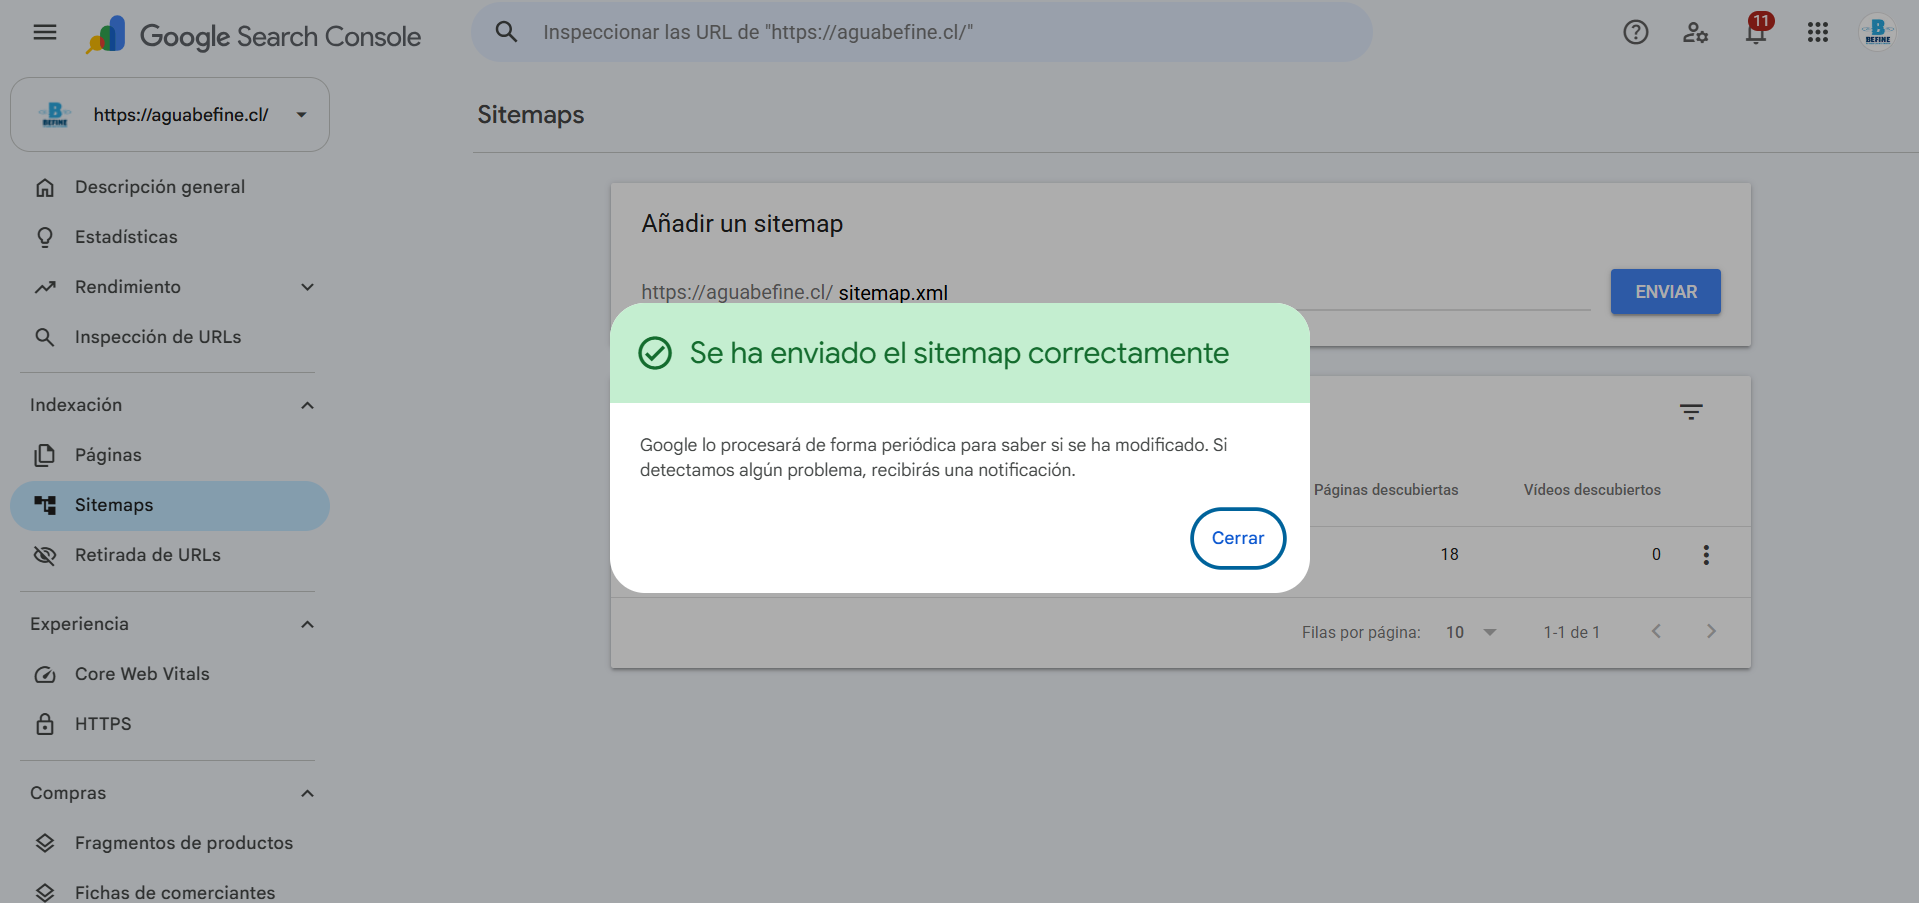 Google Search Console
Inspeccionar las URL de "https://aguabefine.cl/"
11
B
BEFINE
B
BEFINE
https://aguabefine.cl/
Descripción general
Estadísticas
Rendimiento
Inspección de URLs
Indexación
Páginas
Sitemaps
Retirada de URLs
Experiencia
Core Web Vitals
HTTPS
Compras
Fragmentos de productos
Fichas de comerciantes
Sitemaps
Añadir un sitemap
https://aguabefine.cl/ sitemap.xml
ENVIAR
Se ha enviado el sitemap correctamente
Google lo procesará de forma periódica para saber si se ha modificado. Si
detectamos algún problema, recibirás una notificación.
Cerrar
Páginas descubiertas Vídeos descubiertos
18 0
Filas por página: 10 1-1 de 1